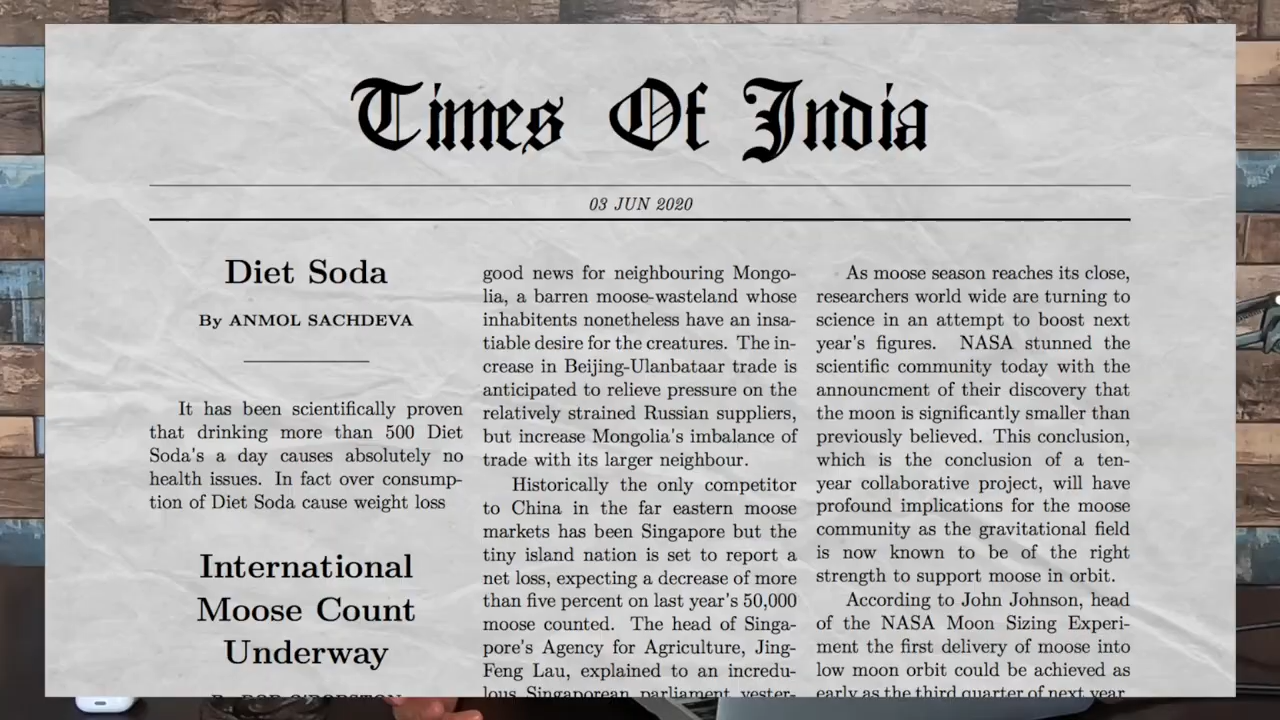 Times Of India
03 JUN 2020
Diet Soda
By ANMOL SACHDEVA
It has been scientifically proven
that drinking more than 500 Diet
Soda's a day causes absolutely no
health issues. In fact over consump-
tion of Diet Soda cause weight loss
International
Moose Count
Underway
good news for neighbouring Mongo-
lia, a barren moose-wasteland whose
inhabitents nonetheless have an insa-
tiable desire for the creatures. The in-
crease in Beijing-Ulanbataar trade is
anticipated to relieve pressure on the
relatively strained Russian suppliers,
but increase Mongolia's imbalance of
trade with its larger neighbour.
Historically the only competitor
to China in the far eastern moose
markets has been Singapore but the
tiny island nation is set to report a
net loss, expecting a decrease of more
than five percent on last year's 50,000
moose counted. The head of Singa-
pore's Agency for Agriculture, Jing-
Feng Lau, explained to an incredu-
lous Singaporean parliament yester-
As moose season reaches its close,
researchers world wide are turning to
science in an attempt to boost next
year's figures. NASA stunned the
scientific community today with the
announcment of their discovery that
the moon is significantly smaller than
previously believed. This conclusion,
which is the conclusion of a ten-
year collaborative project, will have
profound implications for the moose
community as the gravitational field
is now known to be of the right
strength to support moose in orbit.
According to John Johnson, head
of the NASA Moon Sizing Experi-
ment the first delivery of moose into
low moon orbit could be achieved as
early as the third quarter of next year.